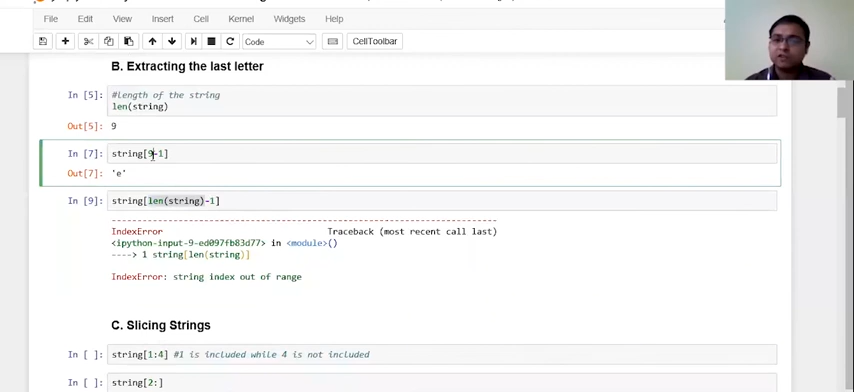 File Edit View Insert Cell Kernel Widgets Help
Code CellToolbar
B. Extracting the last letter
In [5]: #length of the string
len(string)
Out[5]: 9
In [7]: string[9-1]
Out[7]: 'e'
In [9]: string[len(string)-1]
---------------------------------------------------------------------------
IndexError Traceback (most recent call last)
<ipython-input-9-ed097fb83d77> in <module>()
----> 1 string[len(string)]
IndexError: string index out of range
C. Slicing Strings
In [ ]: string[1:4] #1 is included while 4 is not included
In [ ]: string[2:]